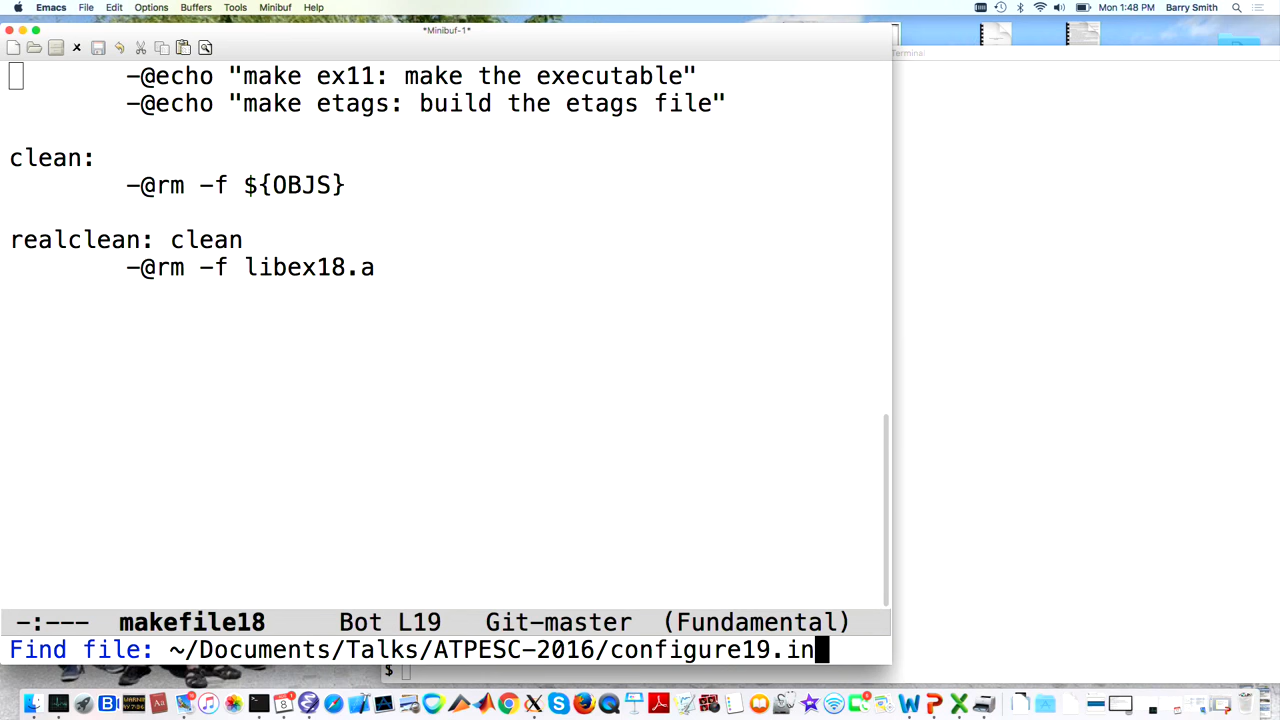 Emacs File Edit Options Buffers Tools Minibuf Help
Mon 1:48 PM Barry Smith
*Minibuf-1*
Terminal
-@echo "make ex11: make the executable"
-@echo "make etags: build the etags file"
clean:
-@rm -f ${OBJS}
realclean: clean
-@rm -f libex18.a
-:--- makefile18 Bot L19 Git-master (Fundamental)
Find file: ~/Documents/Talks/ATPESC-2016/configure19.in
$